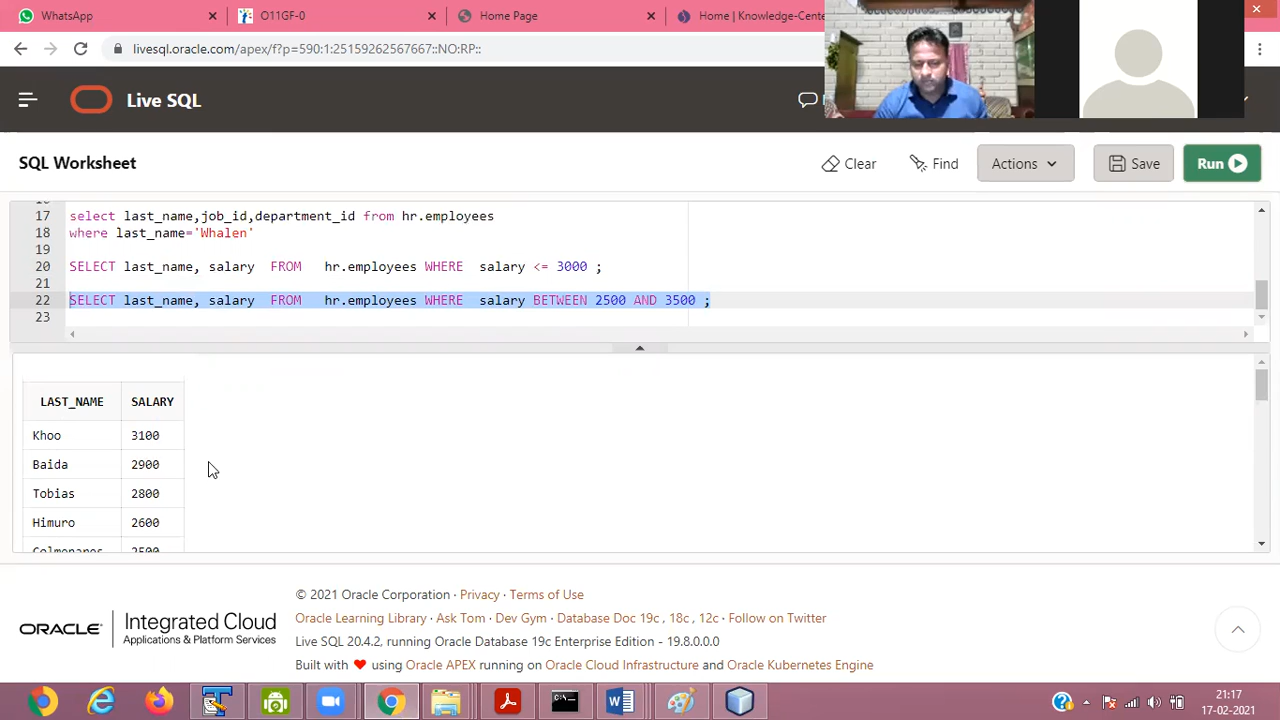 WhatsApp
O11GF-0
Home Page
Home | Knowledge-Cent
livesql.oracle.com/apex/f?p=590:1:25159262567667::NO:RP::
Live SQL
SQL Worksheet
Clear
Find
Actions
Save
Run
17 select last_name,job_id,department_id from hr.employees
18 where last_name='Whalen'
19
20 SELECT last_name, salary FROM hr.employees WHERE salary <= 3000 ;
21
22 SELECT last_name, salary FROM hr.employees WHERE salary BETWEEN 2500 AND 3500 ;
23
LAST_NAME SALARY
Khoo 3100
Baida 2900
Tobias 2800
Himuro 2600
Colmenares 2500
© 2021 Oracle Corporation · Privacy · Terms of Use
Oracle Learning Library · Ask Tom · Dev Gym · Database Doc 19c , 18c , 12c · Follow on Twitter
Live SQL 20.4.2, running Oracle Database 19c Enterprise Edition - 19.8.0.0.0
Built with ❤ using Oracle APEX running on Oracle Cloud Infrastructure and Oracle Kubernetes Engine
ORACLE
Integrated Cloud
Applications & Platform Services
21:17
17-02-2021